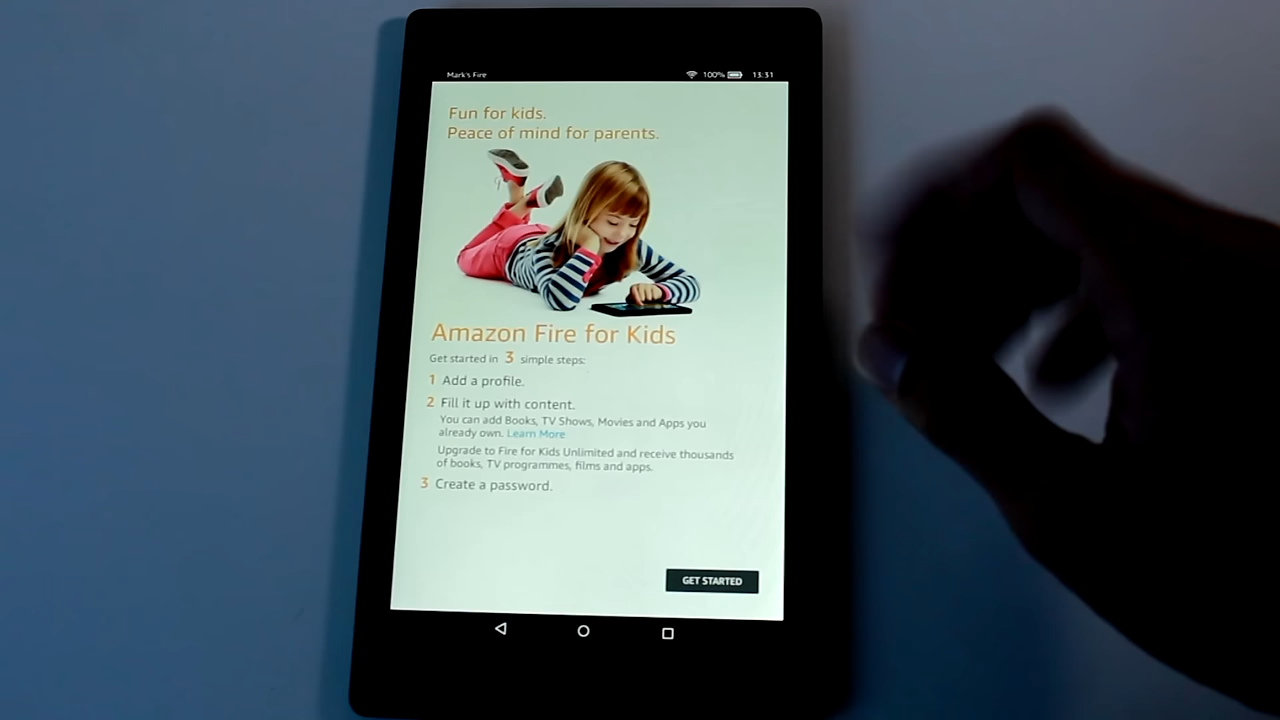 Mark's Fire 100% 13:31
Fun for kids.
Peace of mind for parents.
Amazon Fire for Kids
Get started in 3 simple steps:
1 Add a profile.
2 Fill it up with content.
You can add Books, TV Shows, Movies and Apps you
already own. Learn More
Upgrade to Fire for Kids Unlimited and receive thousands
of books, TV programmes, films and apps.
3 Create a password.
GET STARTED